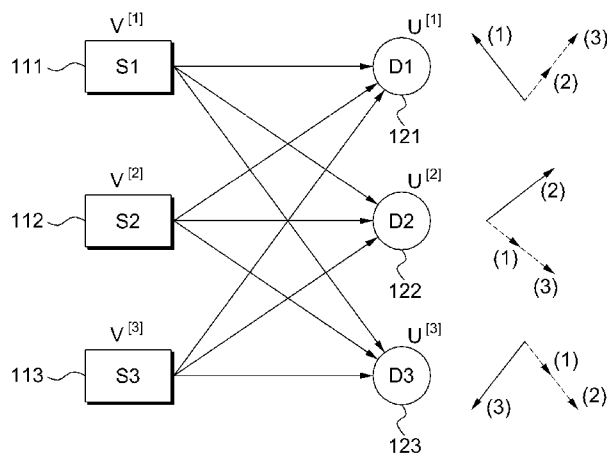 V[1]
U[1]
111
S1
D1
(1)
(3)
(2)
121
V[2]
U[2]
112
S2
D2
(2)
(1)
(3)
122
V[3]
U[3]
113
S3
D3
(1)
(3)
(2)
123